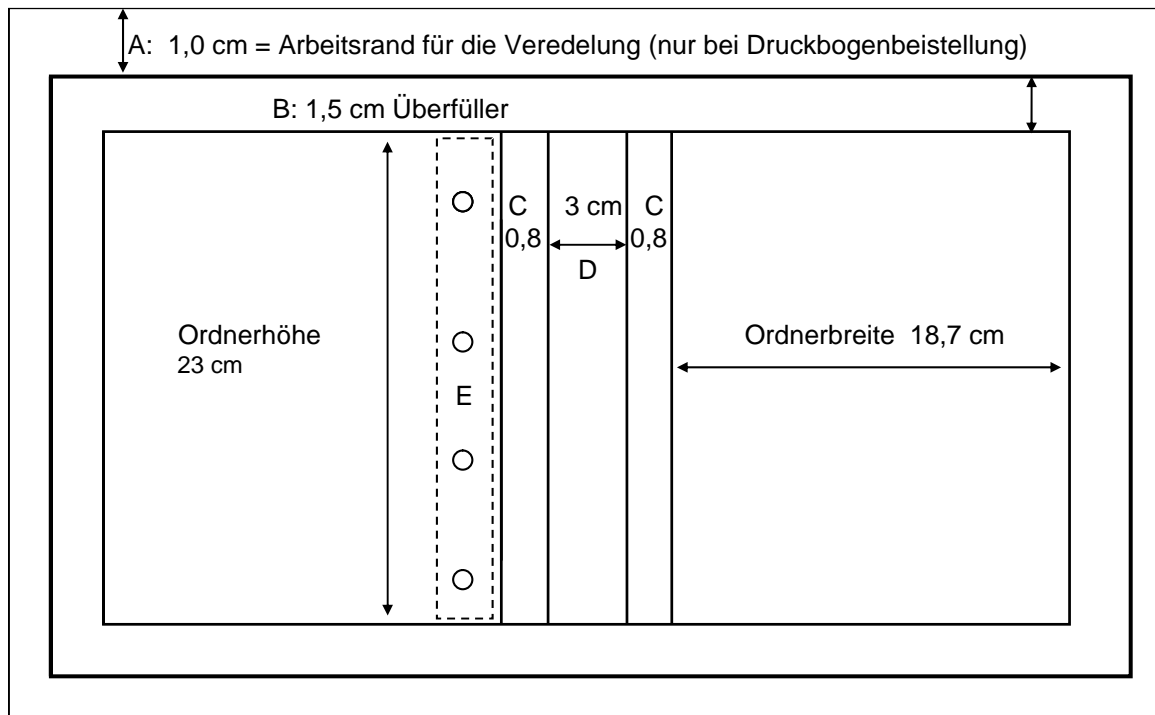 A: 1,0 cm = Arbeitsrand für die Veredelung (nur bei Druckbogenbeistellung)
B: 1,5 cm Überfüller
C 3 cm C
0,8 0,8
D
Ordnerhöhe Ordnerbreite 18,7 cm
23 cm
E